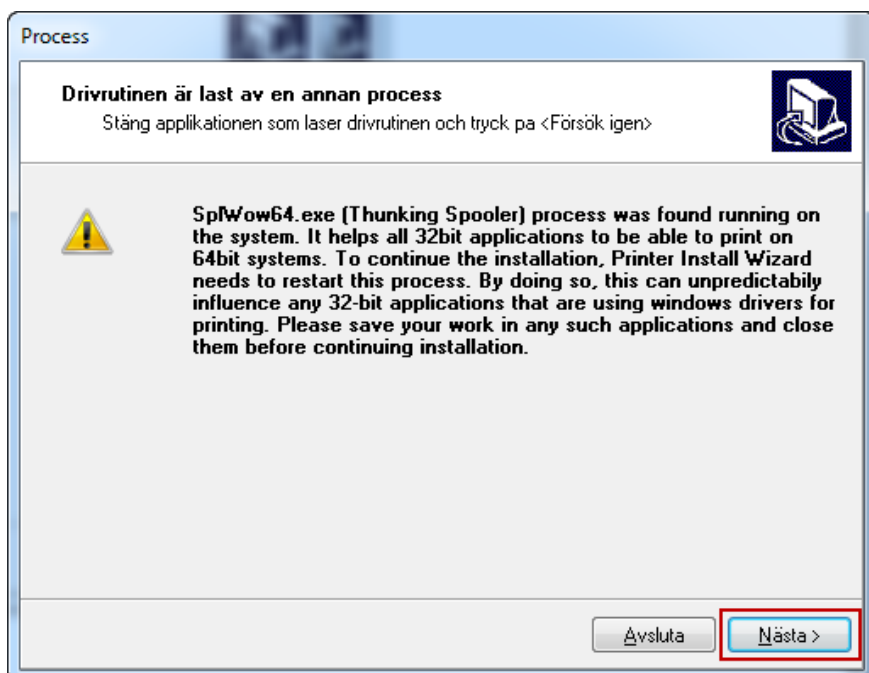 Process
Drivrutinen är last av en annan process
Stäng applikationen som laser drivrutinen och tryck pa <Försök igen>
SplWow64.exe (Thunking Spooler) process was found running on
the system. It helps all 32bit applications to be able to print on
64bit systems. To continue the installation, Printer Install Wizard
needs to restart this process. By doing so, this can unpredictabily
influence any 32-bit applications that are using windows drivers for
printing. Please save your work in any such applications and close
them before continuing installation.
Avsluta
Nästa >